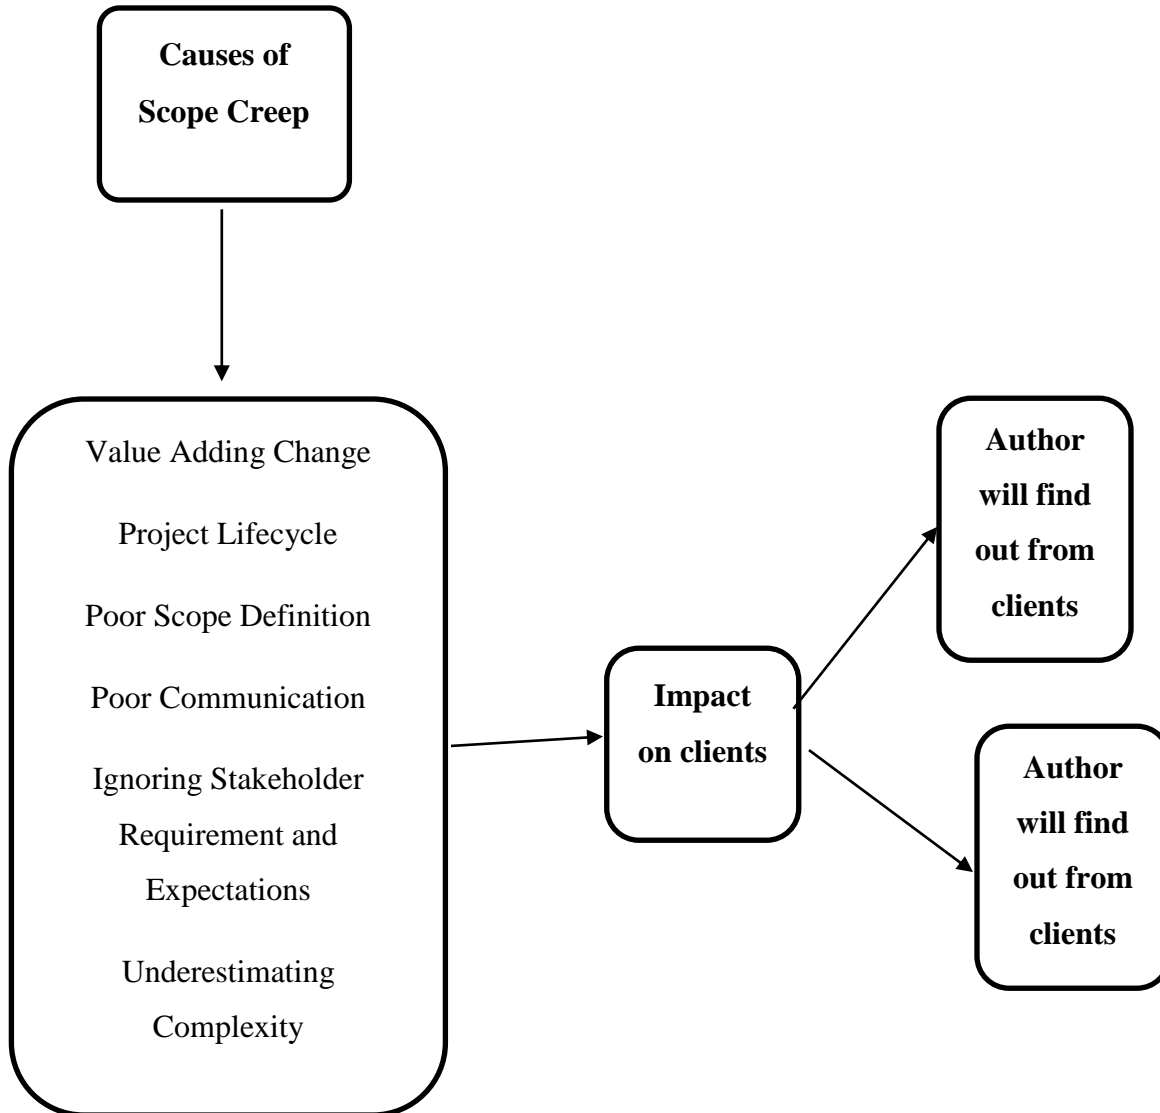 Causes of
Scope Creep
Value Adding Change
Project Lifecycle
Poor Scope Definition
Poor Communication
Ignoring Stakeholder
Requirement and
Expectations
Underestimating
Complexity
Impact
on clients
Author
will find
out from
clients
Author
will find
out from
clients